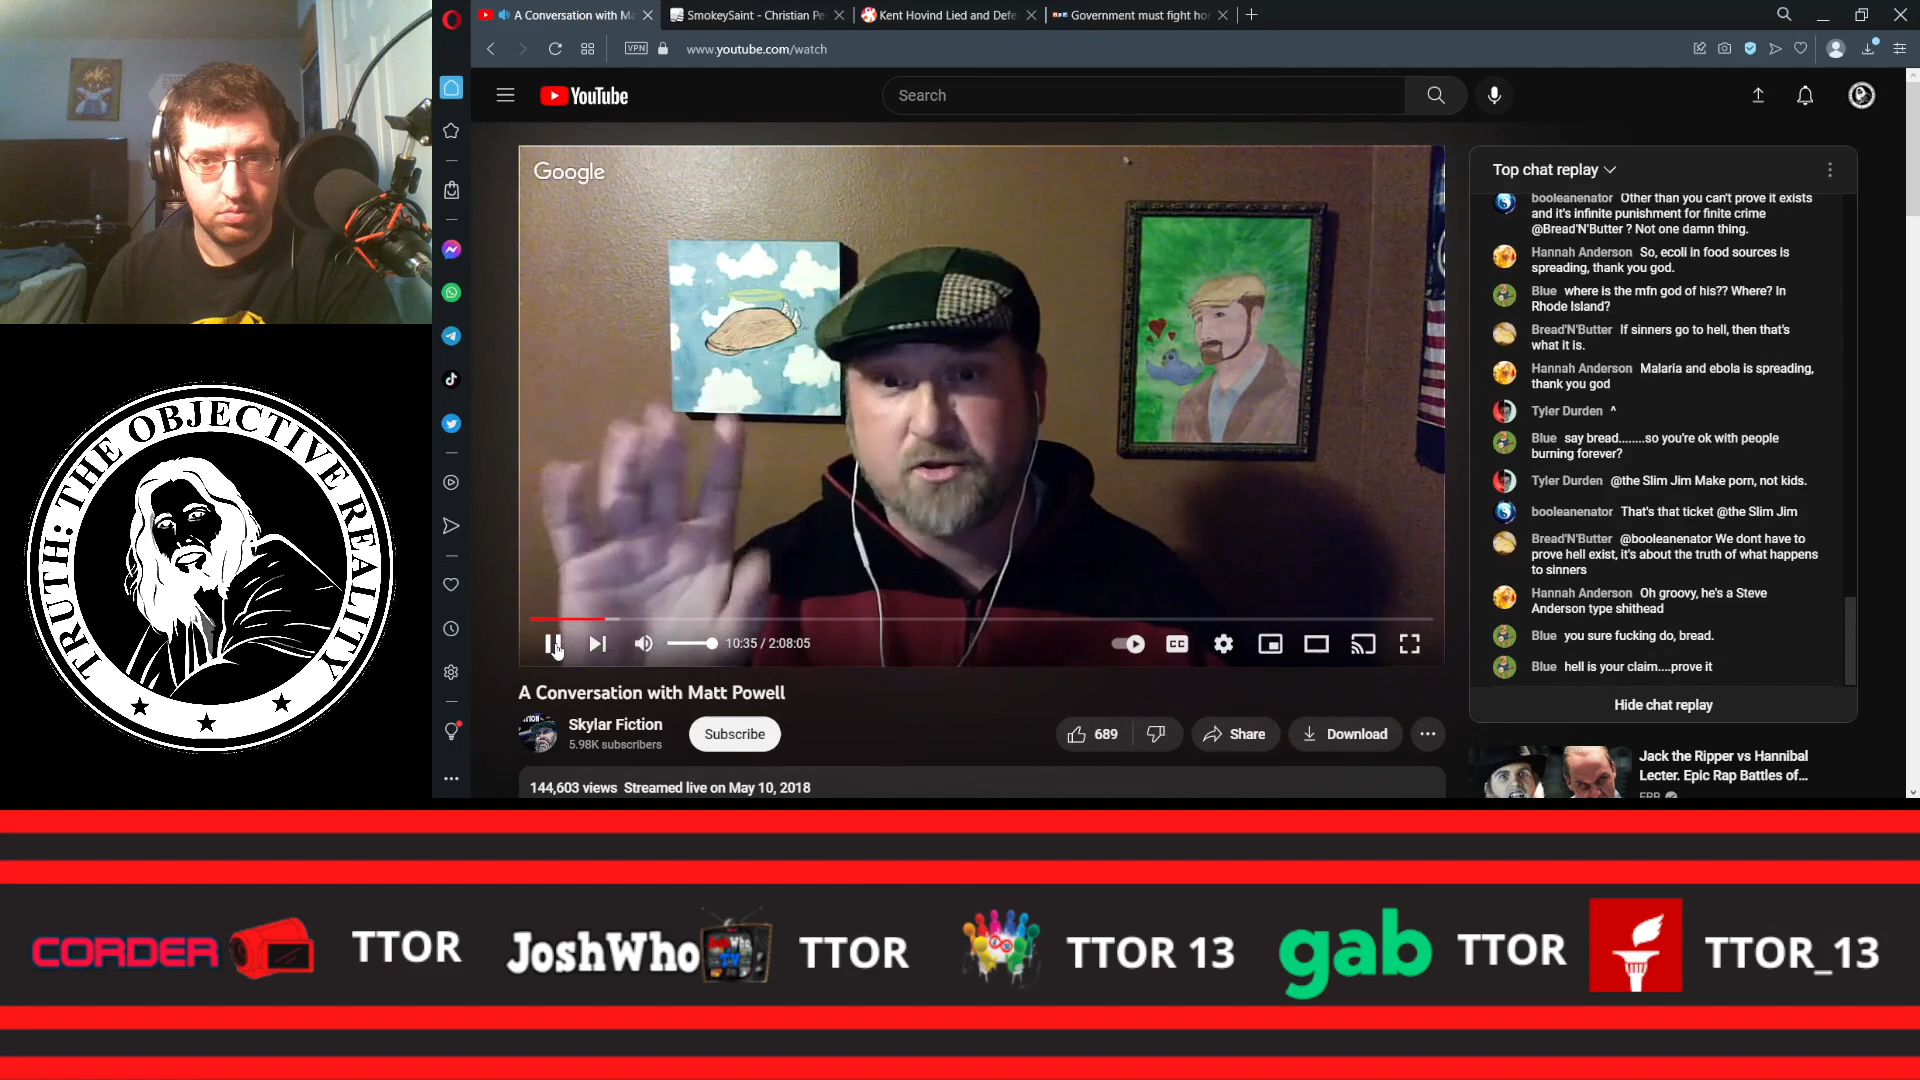 A Conversation with Ma
SmokeySaint - Christian Pe
Kent Hovind Lied and Defe
Government must fight hor
VPN
www.youtube.com/watch
YouTube
Search
Google
10:35 / 2:08:05
CC
A Conversation with Matt Powell
Skylar Fiction
5.98K subscribers
Subscribe
689
Share
Download
144,603 views Streamed live on May 10, 2018
Top chat replay
booleanenator Other than you can't prove it exists
and it's infinite punishment for finite crime
@Bread'N'Butter ? Not one damn thing.
Hannah Anderson So, ecoli in food sources is
spreading, thank you god.
Blue where is the mfn god of his?? Where? In
Rhode Island?
Bread'N'Butter If sinners go to hell, then that's
what it is.
Hannah Anderson Malaria and ebola is spreading,
thank you god
Tyler Durden ^
Blue say bread........so you're ok with people
burning forever?
Tyler Durden @the Slim Jim Make porn, not kids.
booleanenator That's that ticket @the Slim Jim
Bread'N'Butter @booleanenator We dont have to
prove hell exist, it's about the truth of what happens
to sinners
Hannah Anderson Oh groovy, he's a Steve
Anderson type shithead
Blue you sure fucking do, bread.
Blue hell is your claim....prove it
Hide chat replay
Jack the Ripper vs Hannibal
Lecter. Epic Rap Battles of...
ERB
TRUTH: THE OBJECTIVE REALITY
CORDER
TTOR
JoshWho
TV
TTOR
TTOR 13
gab
TTOR
TTOR_13